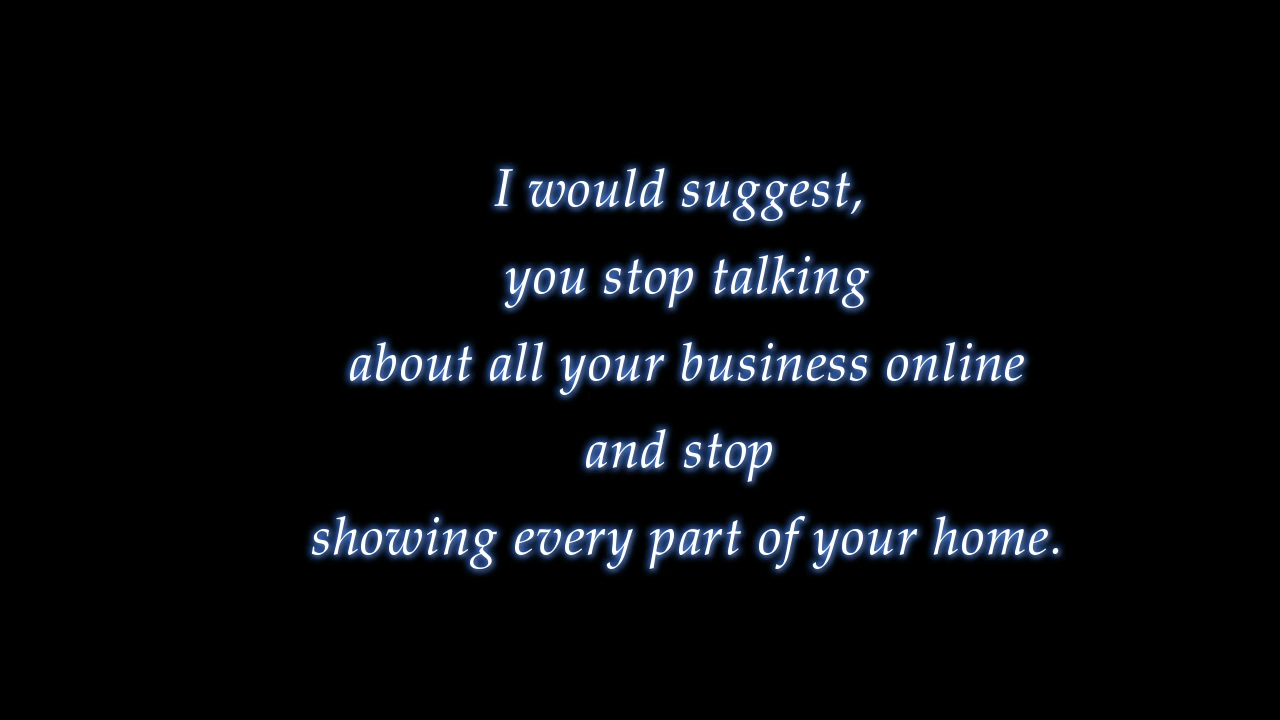 I would suggest,
you stop talking
about all your business online
and stop
showing every part of your home.